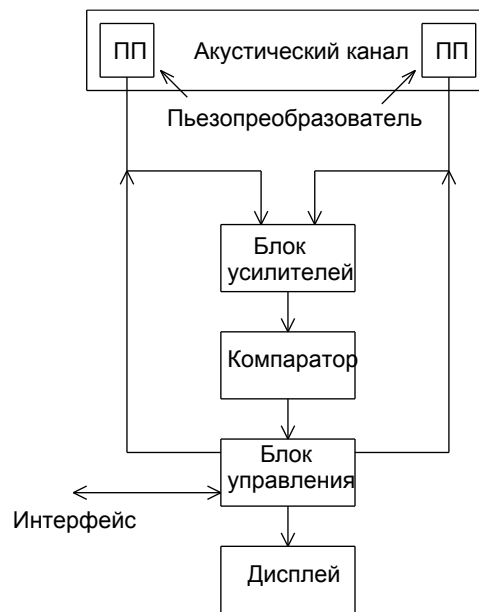 ПП Акустический канал ПП
Пьезопреобразователь
Блок
усилителей
Компаратор
Блок
управления
Интерфейс
Дисплей